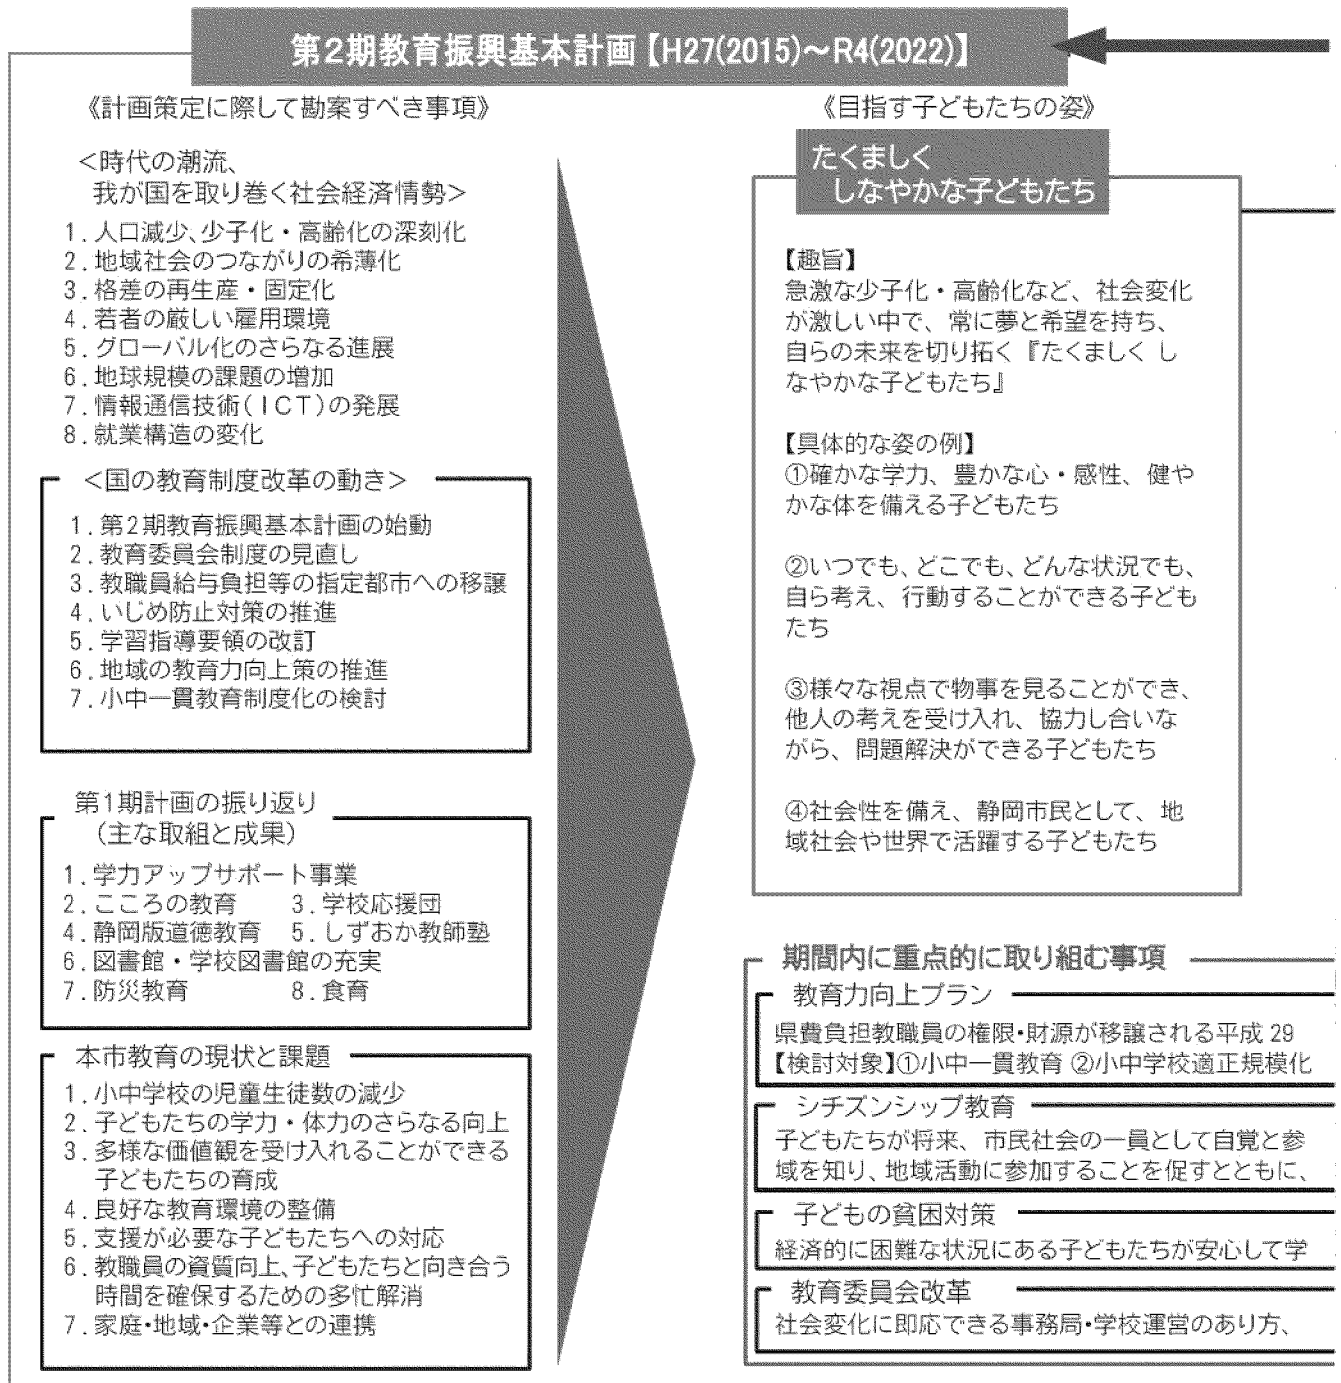 第2期教育振興基本計画【H27(2015)～R4(2022)】
《計画策定に際して勘案すべき事項》
＜時代の潮流、
我が国を取り巻く社会経済情勢＞
1．人口減少、少子化・高齢化の深刻化
2．地域社会のつながりの希薄化
3．格差の再生産・固定化
4．若者の厳しい雇用環境
5．グローバル化のさらなる進展
6．地球規模の課題の増加
7．情報通信技術（ＩＣＴ）の発展
8．就業構造の変化
＜国の教育制度改革の動き＞
1．第2期教育振興基本計画の始動
2．教育委員会制度の見直し
3．教職員給与負担等の指定都市への移譲
4．いじめ防止対策の推進
5．学習指導要領の改訂
6．地域の教育力向上策の推進
7．小中一貫教育制度化の検討
第1期計画の振り返り
（主な取組と成果）
1．学力アップサポート事業
2．こころの教育　3．学校応援団
4．静岡版道徳教育　5．しずおか教師塾
6．図書館・学校図書館の充実
7．防災教育　8．食育
本市教育の現状と課題
1．小中学校の児童生徒数の減少
2．子どもたちの学力・体力のさらなる向上
3．多様な価値観を受け入れることができる
子どもたちの育成
4．良好な教育環境の整備
5．支援が必要な子どもたちへの対応
6．教職員の資質向上、子どもたちと向き合う
時間を確保するための多忙解消
7．家庭・地域・企業等との連携
《目指す子どもたちの姿》
たくましく
しなやかな子どもたち
【趣旨】
急激な少子化・高齢化など、社会変化
が激しい中で、常に夢と希望を持ち、
自らの未来を切り拓く『たくましく し
なやかな子どもたち』
【具体的な姿の例】
①確かな学力、豊かな心・感性、健や
かな体を備える子どもたち
②いつでも、どこでも、どんな状況でも、
自ら考え、行動することができる子ども
たち
③様々な視点で物事を見ることができ、
他人の考えを受け入れ、協力し合いな
がら、問題解決ができる子どもたち
④社会性を備え、静岡市民として、地
域社会や世界で活躍する子どもたち
期間内に重点的に取り組む事項
教育力向上プラン
県費負担教職員の権限・財源が移譲される平成 29
【検討対象】①小中一貫教育 ②小中学校適正規模化
シチズンシップ教育
子どもたちが将来、市民社会の一員として自覚と参
域を知り、地域活動に参加することを促すとともに、
子どもの貧困対策
経済的に困難な状況にある子どもたちが安心して学
教育委員会改革
社会変化に即応できる事務局・学校運営のあり方、